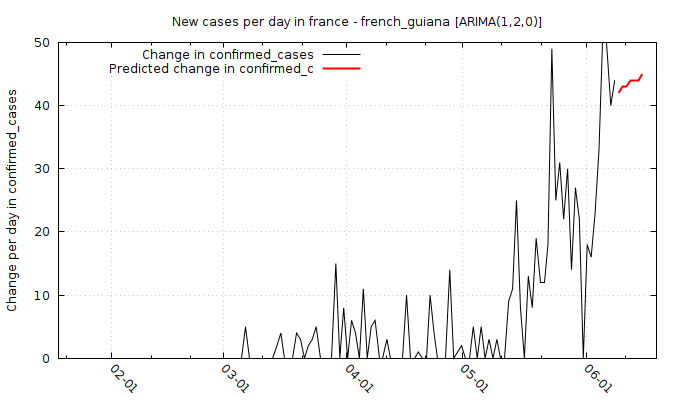 New cases per day in france - french_guiana [ARIMA(1,2,0)]
Change in confirmed_cases
Predicted change in confirmed_c
Change per day in confirmed_cases
50
40
30
20
10
0
02-01
03-01
04-01
05-01
06-01